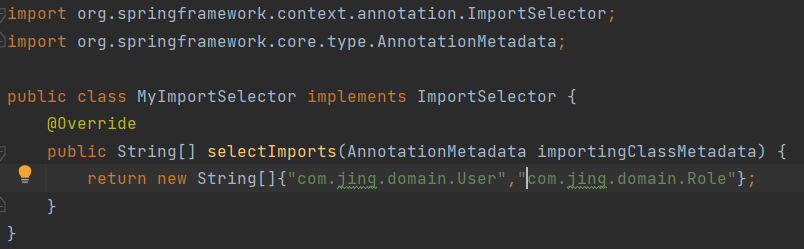 import org.springframework.context.annotation.ImportSelector;
import org.springframework.core.type.AnnotationMetadata;
public class MyImportSelector implements ImportSelector {
@Override
public String[] selectImports(AnnotationMetadata importingClassMetadata) {
return new String[]{"com.jing.domain.User","com.jing.domain.Role"};
}
}